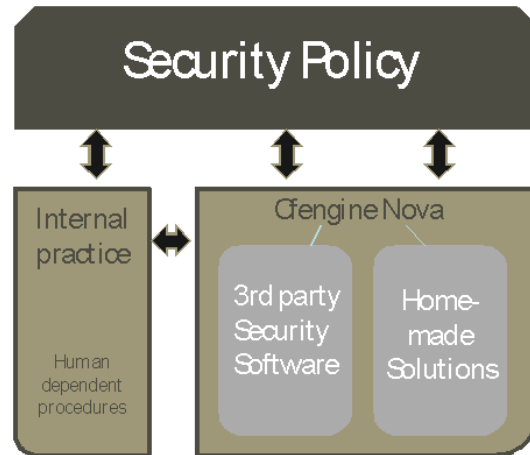 Security Policy
Internal
practice
Human
dependent
procedures
Cfengine Nova
3rd party
Security
Software
Home-
made
Solutions